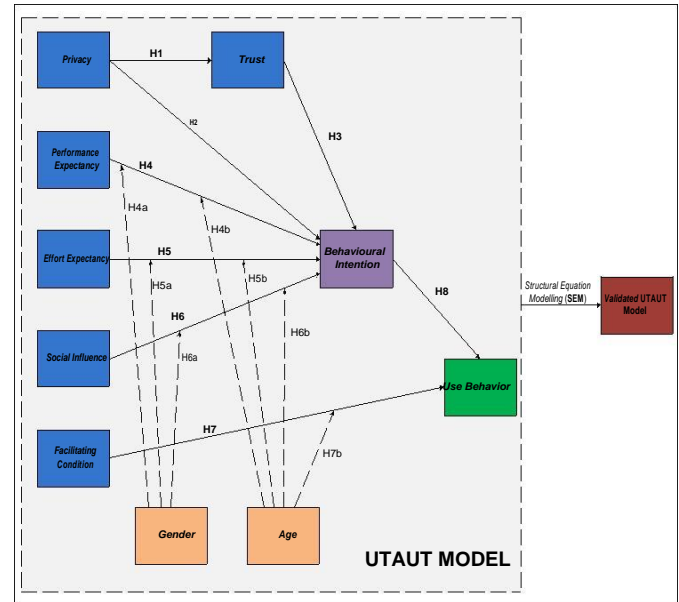 Privacy
H1
Trust
H2
H3
Performance
Expectancy
H4
H4a
H4b
Effort Expectancy
H5
H5a
H5b
Behavioural
Intention
H8
Structural Equation
Modelling (SEM)
Validated UTAUT
Model
Social Influence
H6
H6a
H6b
Use Behavior
Facilitating
Condition
H7
H7b
Gender
Age
UTAUT MODEL